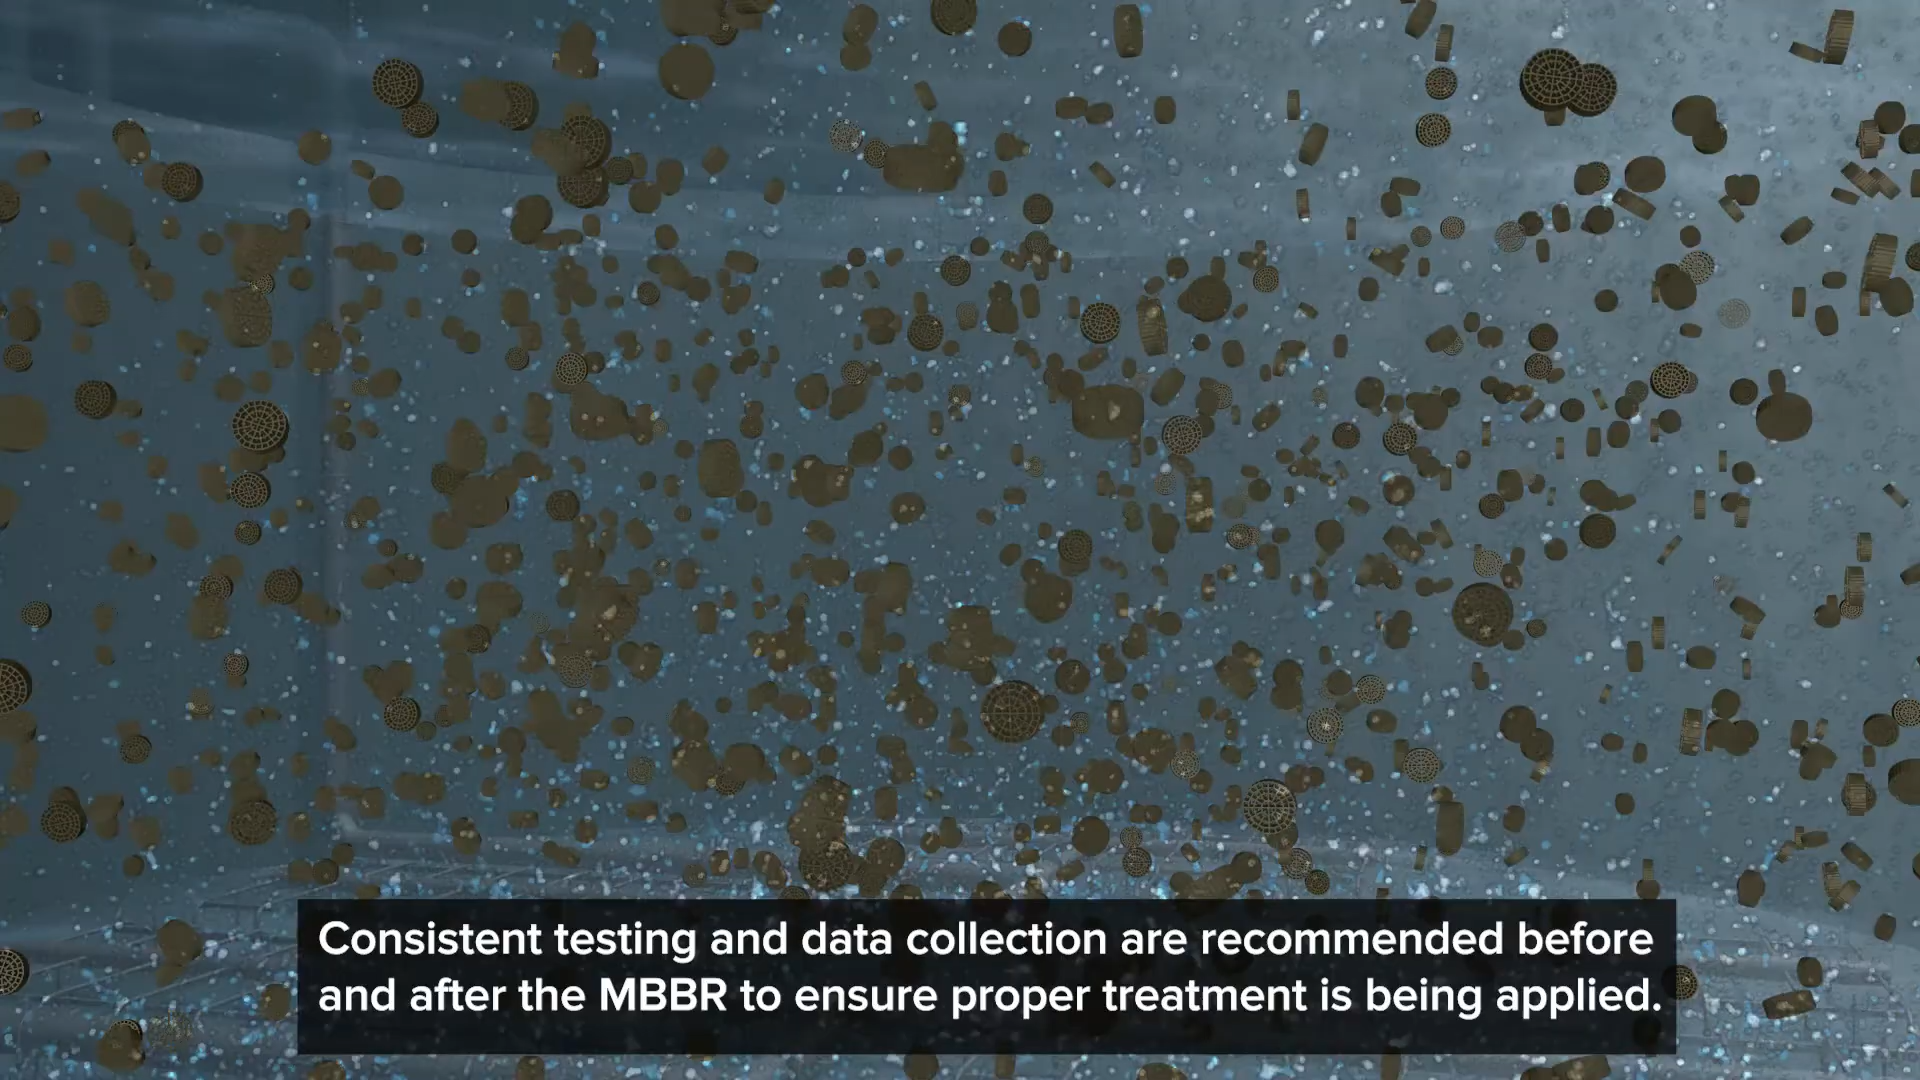 Consistent testing and data collection are recommended before
and after the MBBR to ensure proper treatment is being applied.